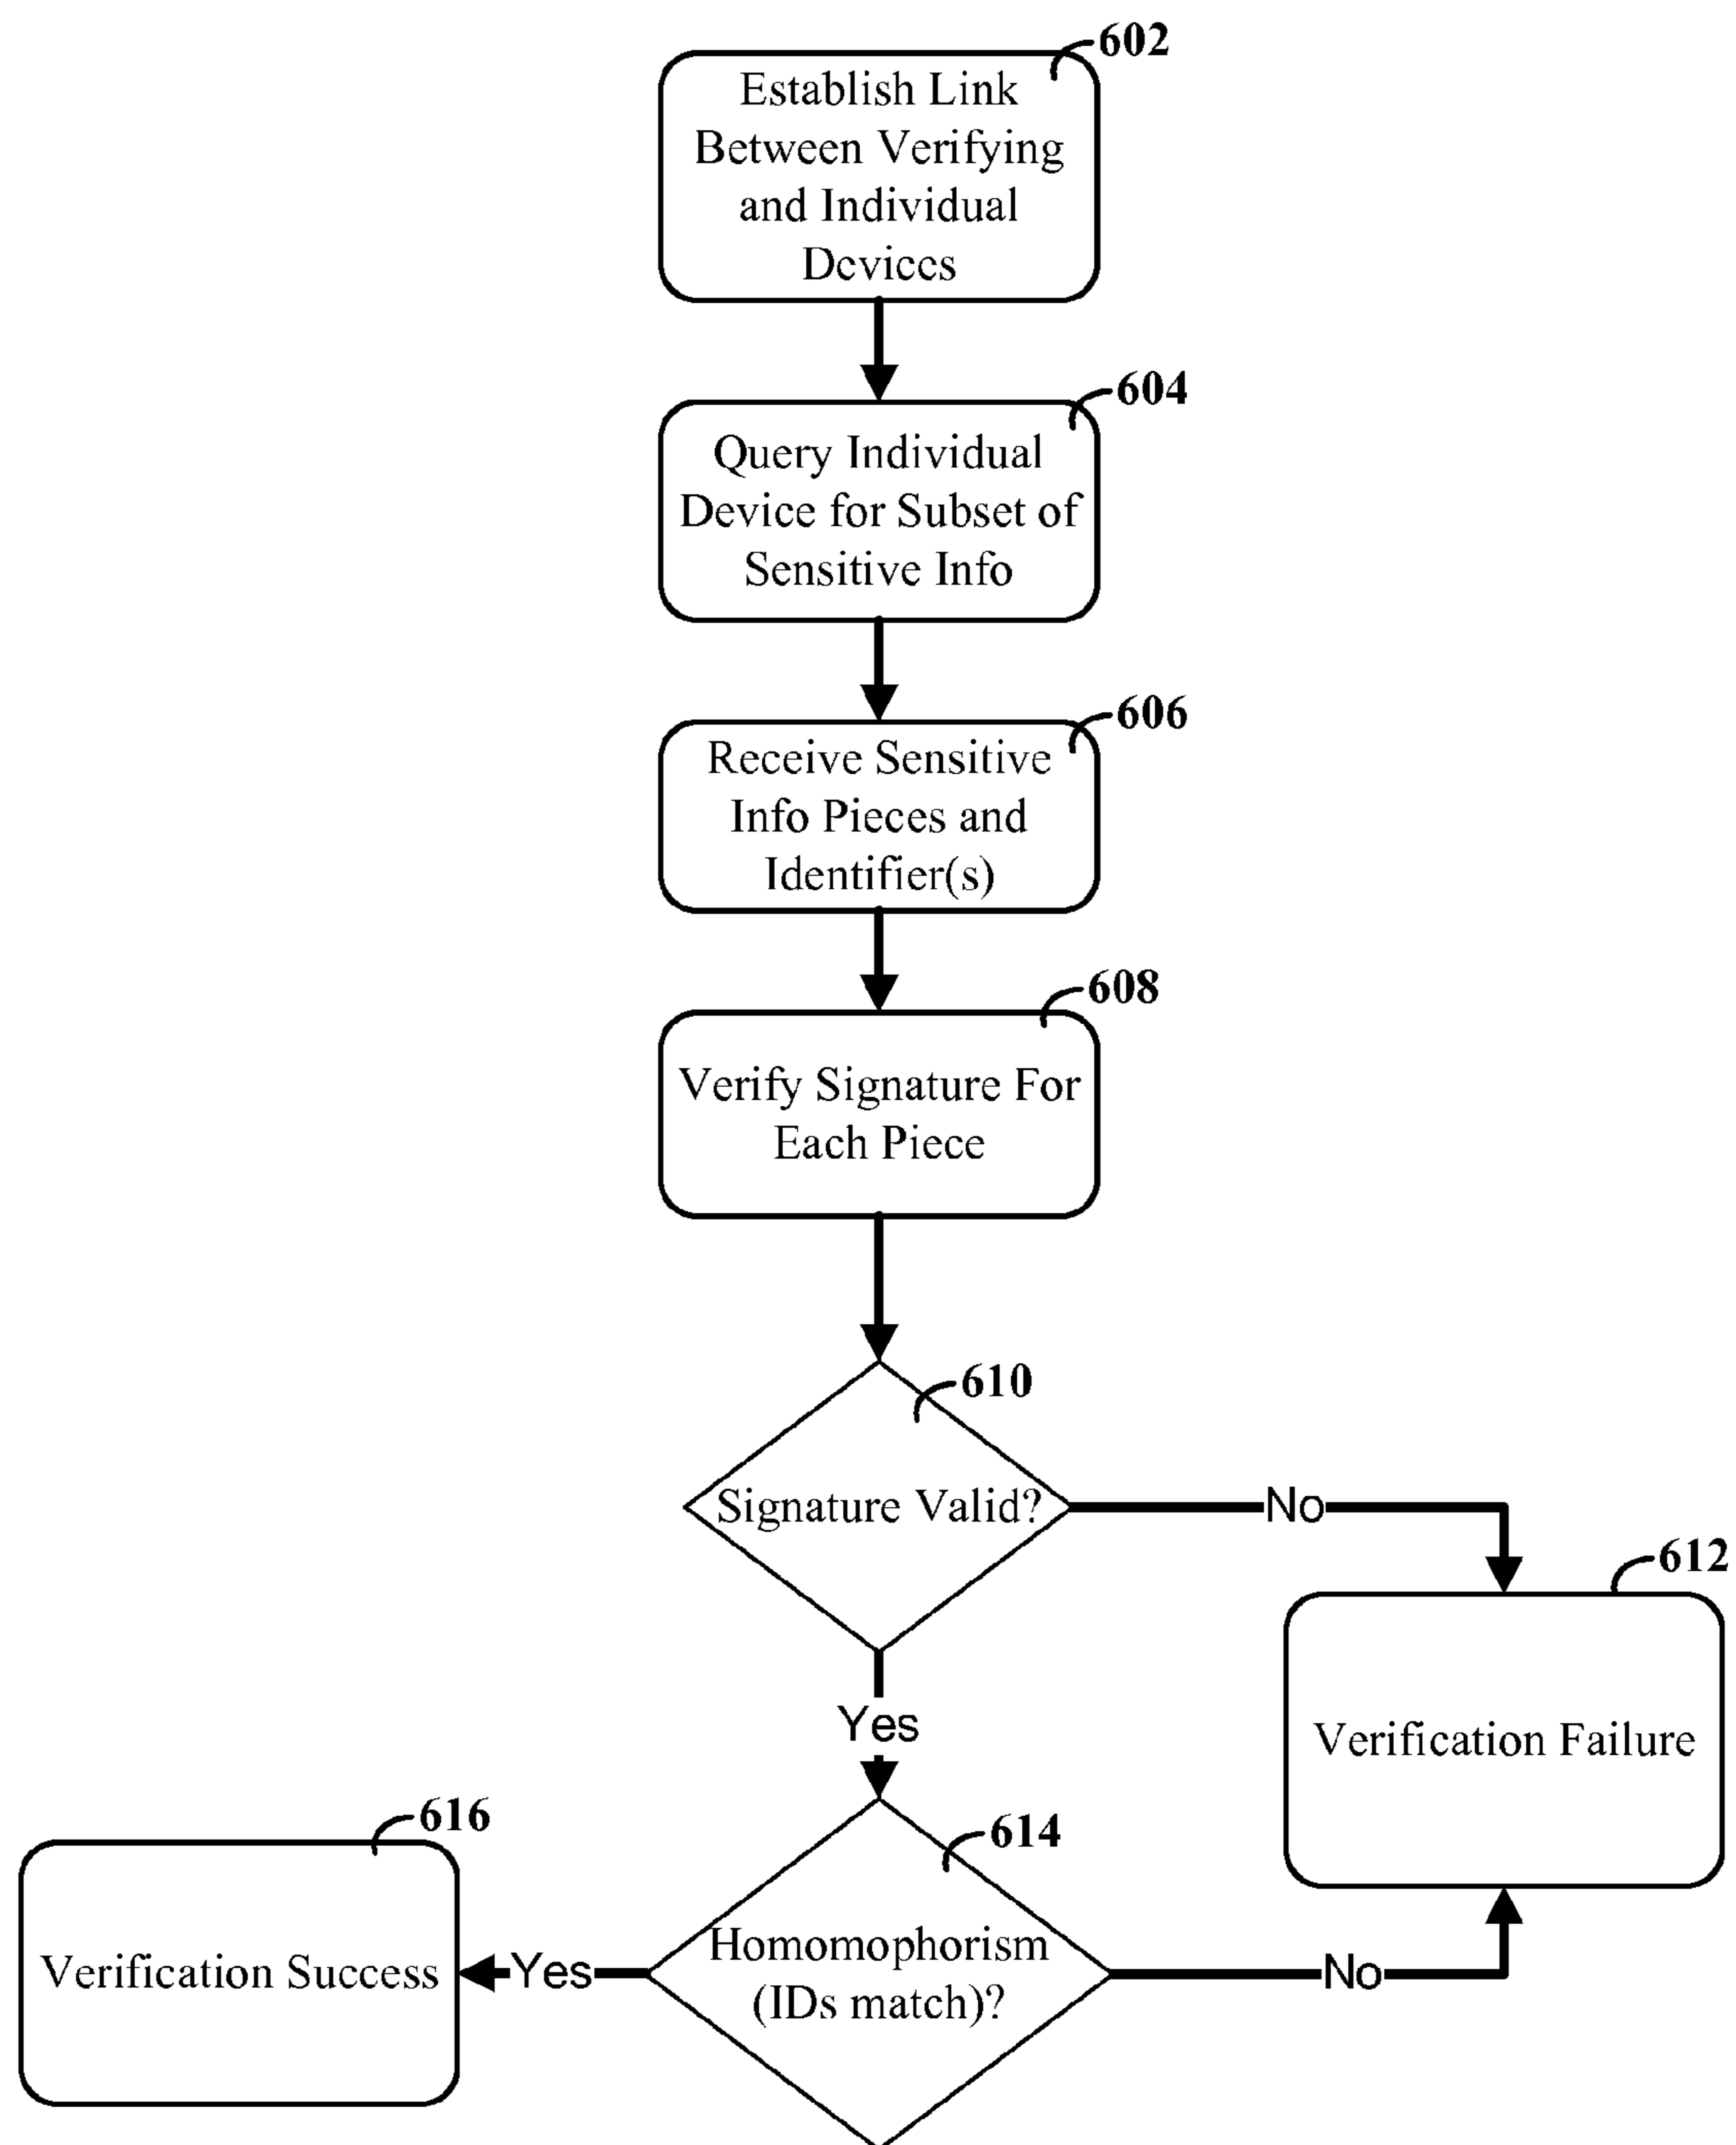 602
Establish Link
Between Verifying
and Individual
Devices
604
Query Individual
Device for Subset of
Sensitive Info
606
Receive Sensitive
Info Pieces and
Identifier(s)
608
Verify Signature For
Each Piece
610
Signature Valid?
No
612
Verification Failure
Yes
614
Homomophorism
(IDs match)?
No
Yes
616
Verification Success